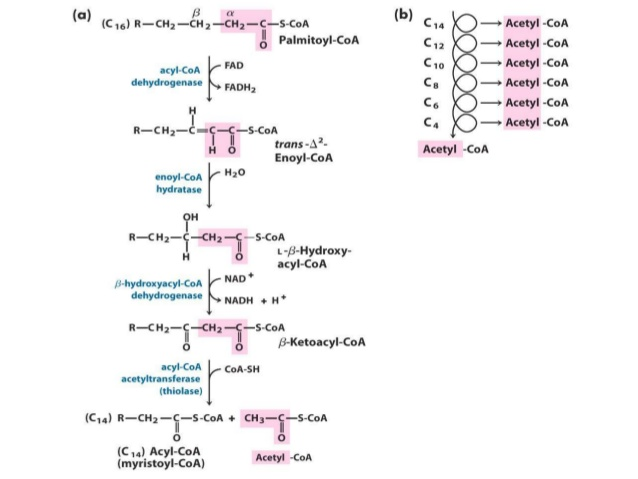 (a)
β α
(C16) R—CH2—CH2—CH2—C—S-CoA
O
Palmitoyl-CoA
acyl-CoA
dehydrogenase
FAD
FADH2
H
R—CH2—C=C—C—S-CoA
H O
trans-Δ2-
Enoyl-CoA
enoyl-CoA
hydratase
H2O
OH
R—CH2—C—CH2—C—S-CoA
H O
L-β-Hydroxy-
acyl-CoA
β-hydroxyacyl-CoA
dehydrogenase
NAD+
NADH + H+
R—CH2—C—CH2—C—S-CoA
O O
β-Ketoacyl-CoA
acyl-CoA
acetyltransferase
(thiolase)
CoA-SH
(C14) R—CH2—C—S-CoA + CH3—C—S-CoA
O O
(C14) Acyl-CoA
(myristoyl-CoA)
Acetyl -CoA
(b)
C14 Acetyl -CoA
C12 Acetyl -CoA
C10 Acetyl -CoA
C8 Acetyl -CoA
C6 Acetyl -CoA
C4 Acetyl -CoA
Acetyl -CoA